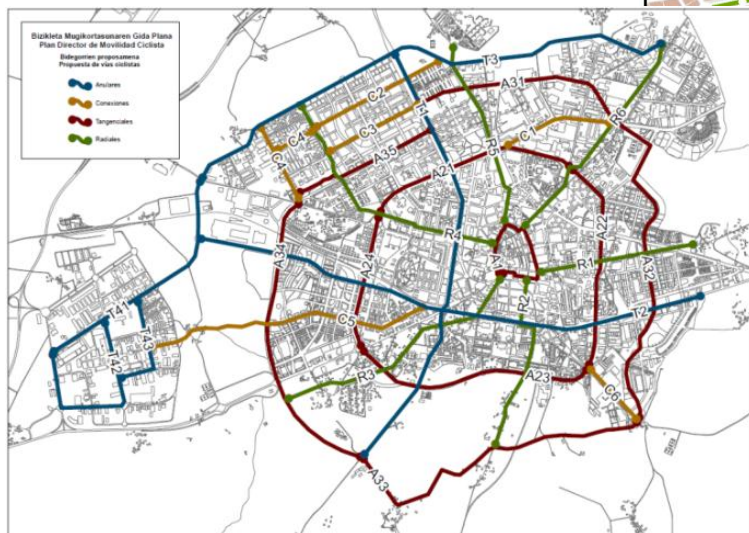 Bizikleta Mugikortasunaren Gida Plana
Plan Director de Movilidad Ciclista
Bidegorrien proposamena
Propuesta de vías ciclistas
Anulares
Conexiones
Tangenciales
Radiales
T3
C2
A31
T1
C4
C3
C1
R6
R5
C4
A35
A21
A22
R4
A34
A24
A1
R1
A32
R2
T41
T43
T42
C5
T2
R3
A23
C6
A33